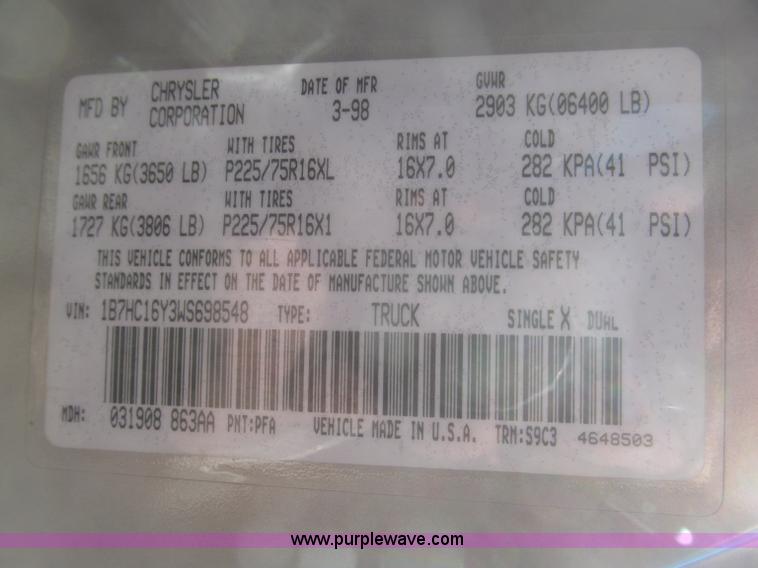 MFD BY CHRYSLER CORPORATION DATE OF MFR 3-98 GVWR 2903 KG(06400 LB)
GAWR FRONT WITH TIRES RIMS AT COLD
1656 KG(3650 LB) P225/75R16XL 16X7.0 282 KPA(41 PSI)
GAWR REAR WITH TIRES RIMS AT COLD
1727 KG(3806 LB) P225/75R16X1 16X7.0 282 KPA(41 PSI)
THIS VEHICLE CONFORMS TO ALL APPLICABLE FEDERAL MOTOR VEHICLE SAFETY
STANDARDS IN EFFECT ON THE DATE OF MANUFACTURE SHOWN ABOVE.
VIN: 1B7HC16Y3WS698548 TYPE: TRUCK SINGLE X DUAL
MDH: 031908 863AA PNT:PFA VEHICLE MADE IN U.S.A. TRM:S9C3 4648503
www.purplewave.com